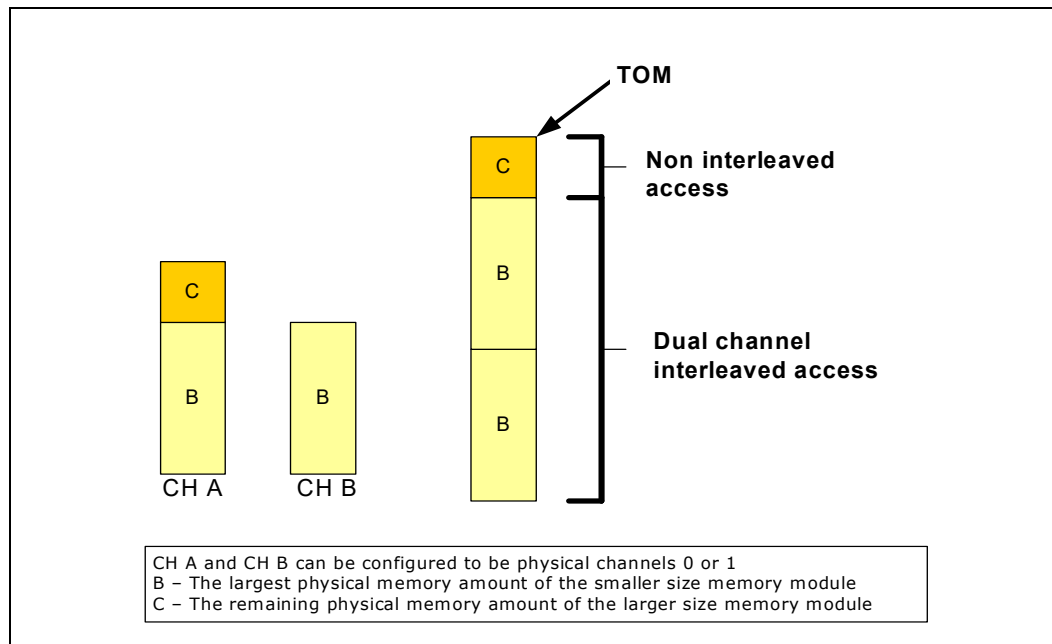 TOM
C
Non interleaved
access
B
C
B
B
Dual channel
interleaved access
B
CH A
CH B
CH A and CH B can be configured to be physical channels 0 or 1
B – The largest physical memory amount of the smaller size memory module
C – The remaining physical memory amount of the larger size memory module